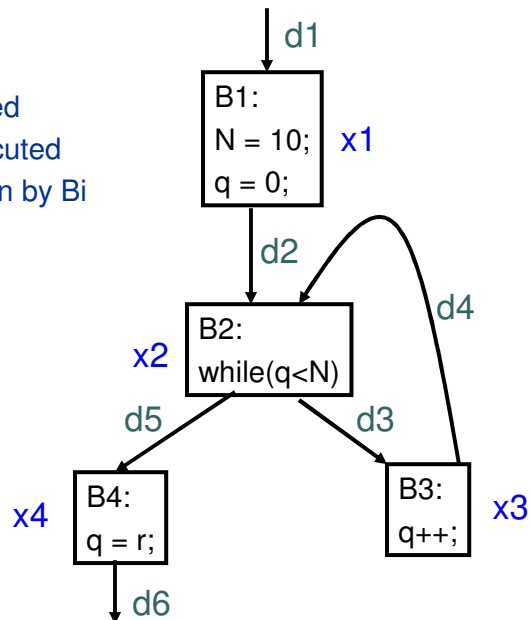 d1
ed
cuted
n by Bi
B1:
N = 10;
q = 0;
x1
d2
d4
B2:
while(q<N)
x2
d5
d3
B4:
q = r;
x4
B3:
q++;
x3
d6